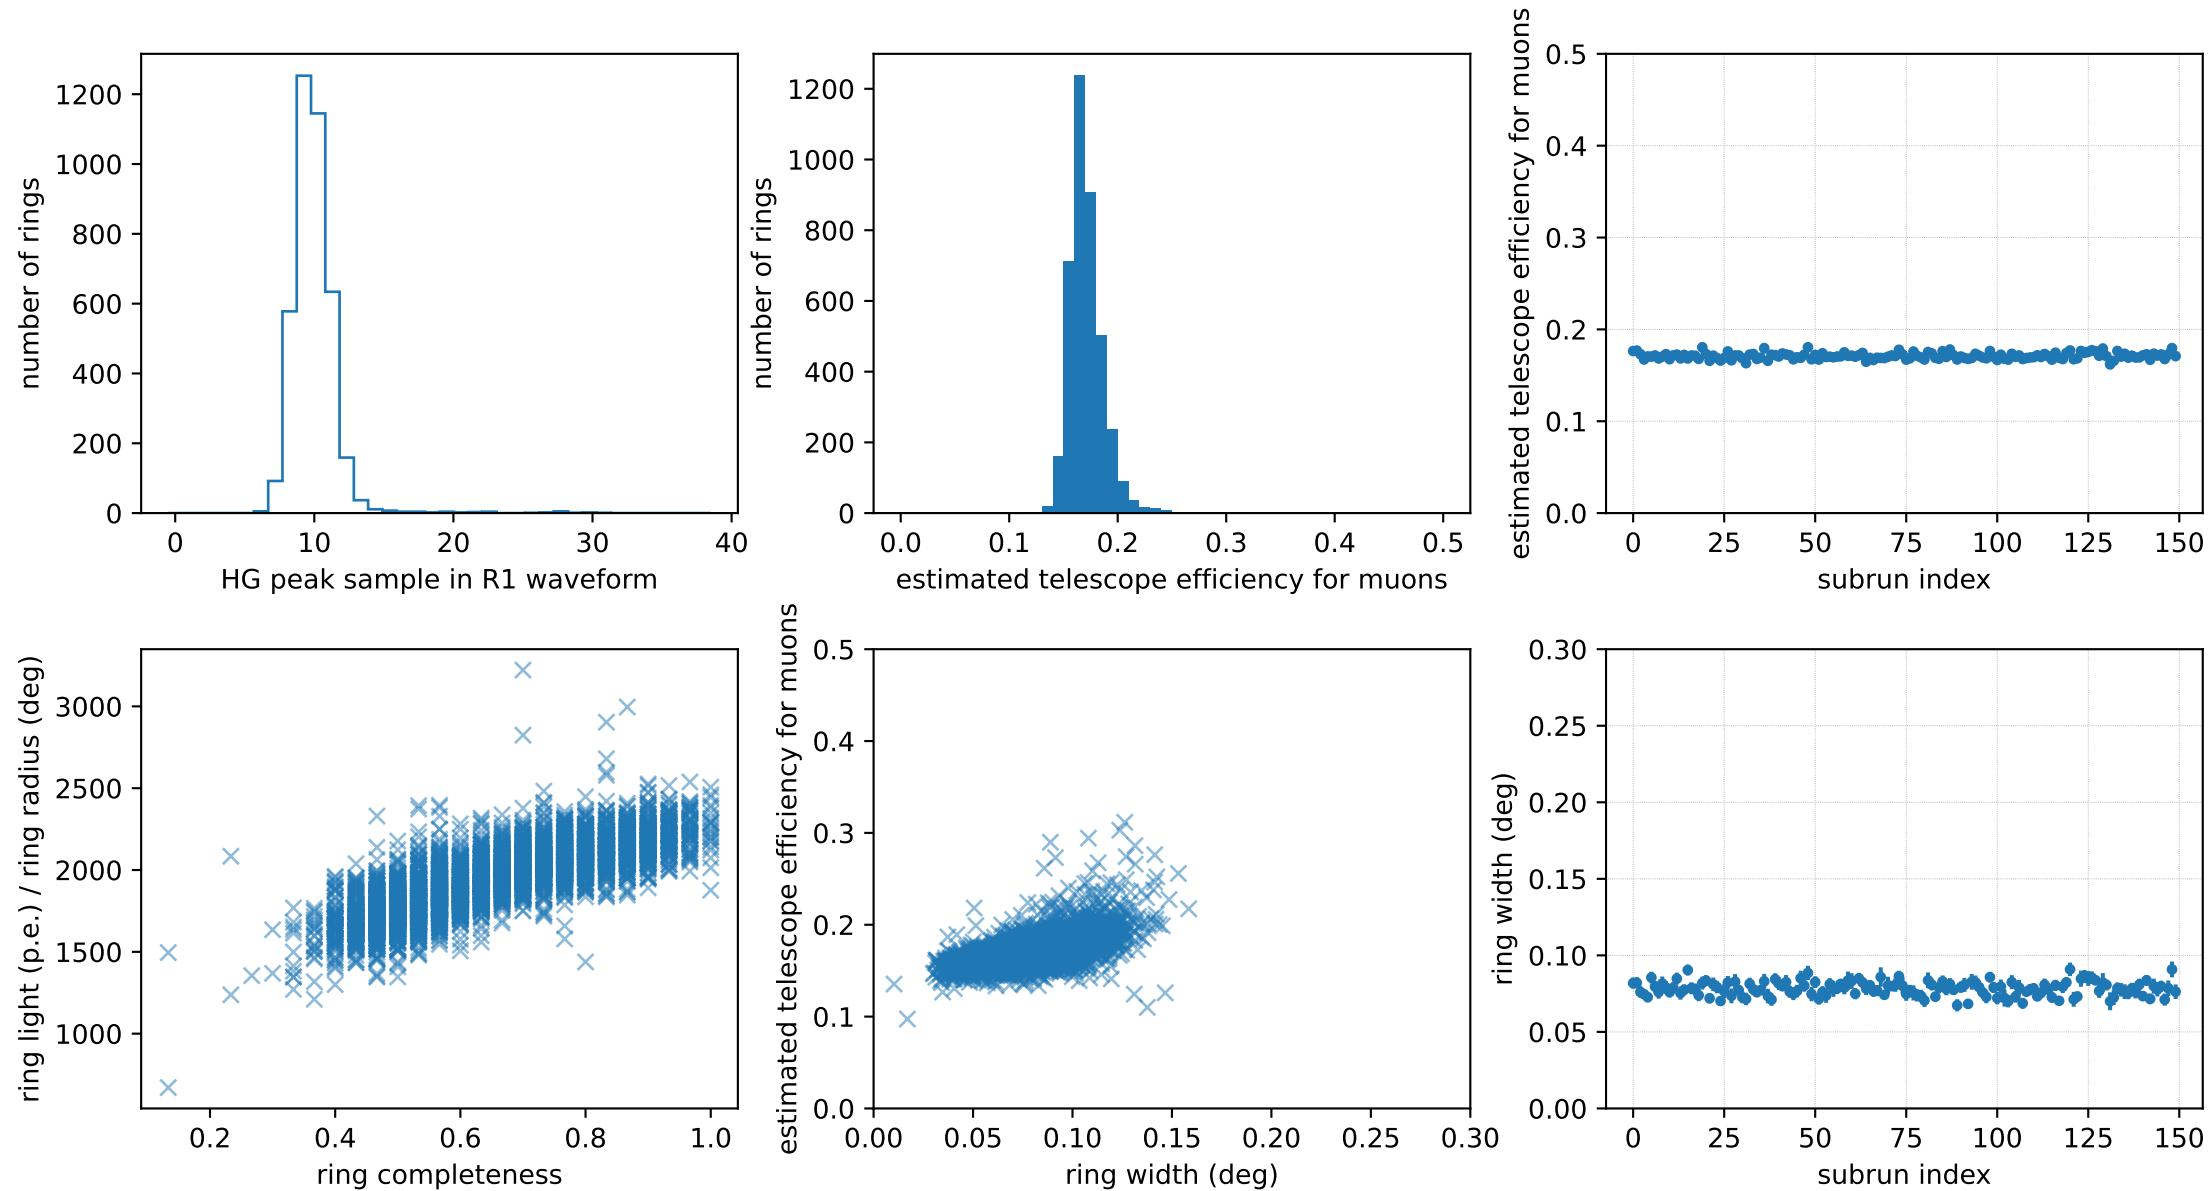 number of rings
1200
1000
800
600
400
200
0
0 10 20 30 40
HG peak sample in R1 waveform
number of rings
1200
1000
800
600
400
200
0
0.0 0.1 0.2 0.3 0.4 0.5
estimated telescope efficiency for muons
estimated telescope efficiency for muons
0.5
0.4
0.3
0.2
0.1
0.0
0 25 50 75 100 125 150
subrun index
ring light (p.e.) / ring radius (deg)
3000
2500
2000
1500
1000
0.2 0.4 0.6 0.8 1.0
ring completeness
estimated telescope efficiency for muons
0.5
0.4
0.3
0.2
0.1
0.0
0.00 0.05 0.10 0.15 0.20 0.25 0.30
ring width (deg)
ring width (deg)
0.30
0.25
0.20
0.15
0.10
0.05
0.00
0 25 50 75 100 125 150
subrun index